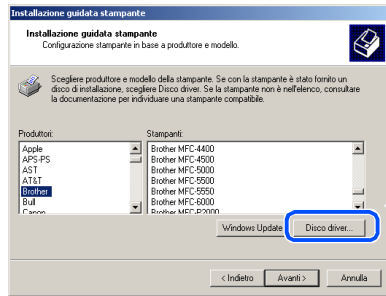 Installazione guidata stampante
Installazione guidata stampante
Configurazione stampante in base a produttore e modello.
Scegliere produttore e modello della stampante. Se con la stampante è stato fornito un
disco di installazione, scegliere Disco driver. Se la stampante non è nell'elenco, consultare
la documentazione per individuare una stampante compatibile.
Produttori:
Apple
APS-PS
AST
AT&T
Brother
Bull
Canon
Stampanti:
Brother MFC-4400
Brother MFC-4500
Brother MFC-5000
Brother MFC-5500
Brother MFC-5550
Brother MFC-6000
Brother MFC-P2000
Windows Update
Disco driver...
< Indietro
Avanti >
Annulla